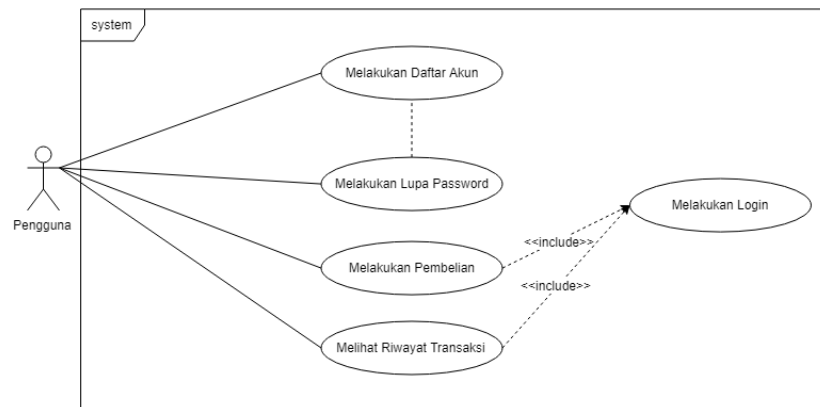 system
Melakukan Daftar Akun
Melakukan Lupa Password
Melakukan Login
Pengguna
<<include>>
Melakukan Pembelian
<<include>>
Melihat Riwayat Transaksi